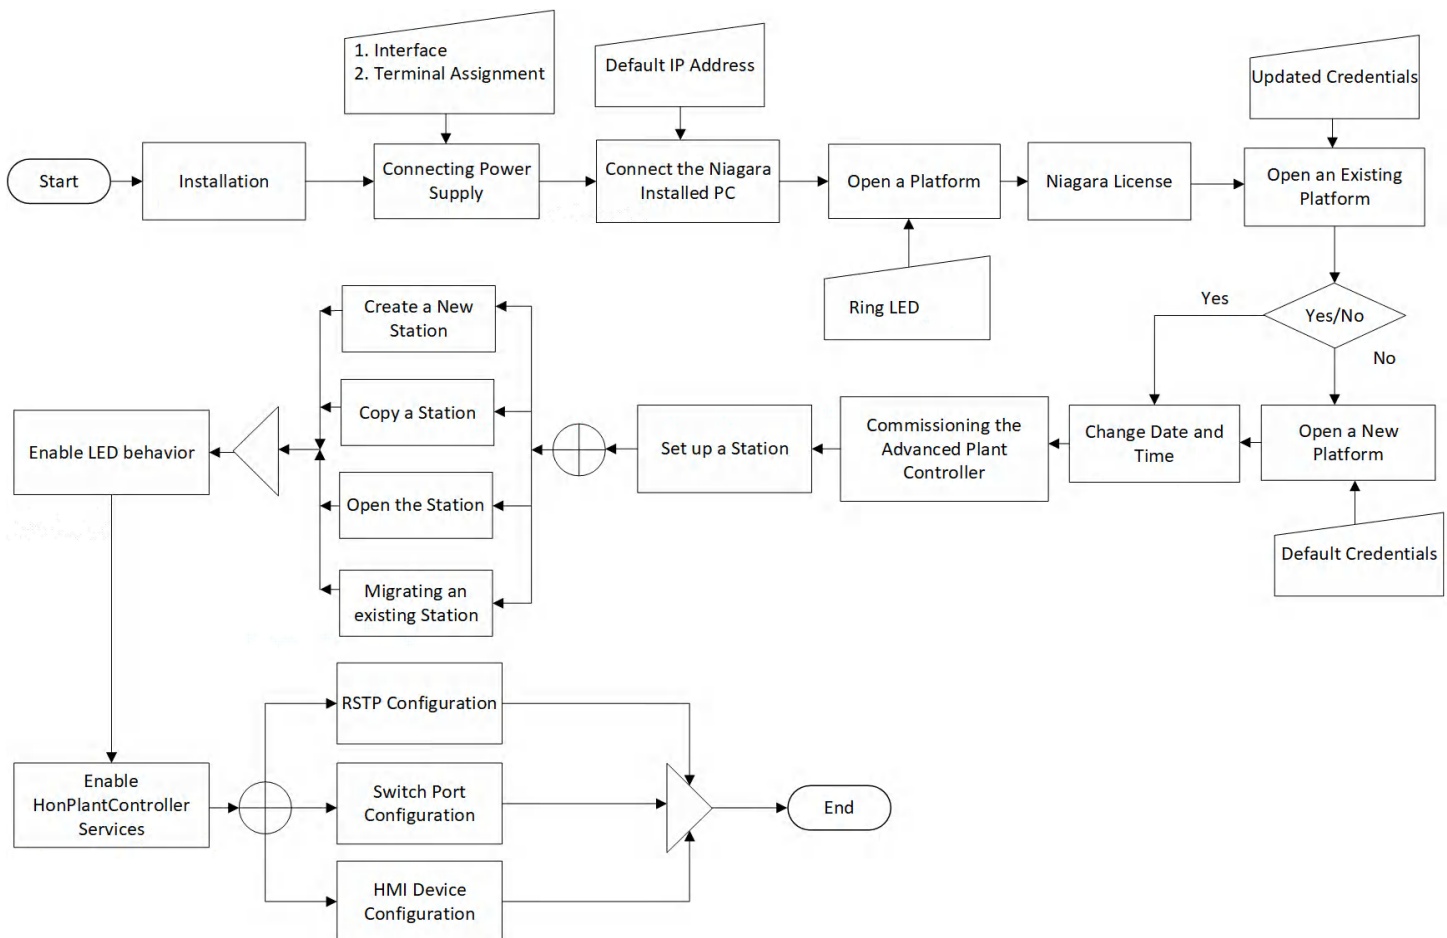 1. Interface
2. Terminal Assignment
Default IP Address
Updated Credentials
Start
Installation
Connecting Power
Supply
Connect the Niagara
Installed PC
Open a Platform
Niagara License
Open an Existing
Platform
Ring LED
Yes
Yes/No
No
Create a New
Station
Copy a Station
Open the Station
Migrating an
existing Station
Enable LED behavior
Set up a Station
Commissioning the
Advanced Plant
Controller
Change Date and
Time
Open a New
Platform
Default Credentials
Enable
HonPlantController
Services
RSTP Configuration
Switch Port
Configuration
HMI Device
Configuration
End